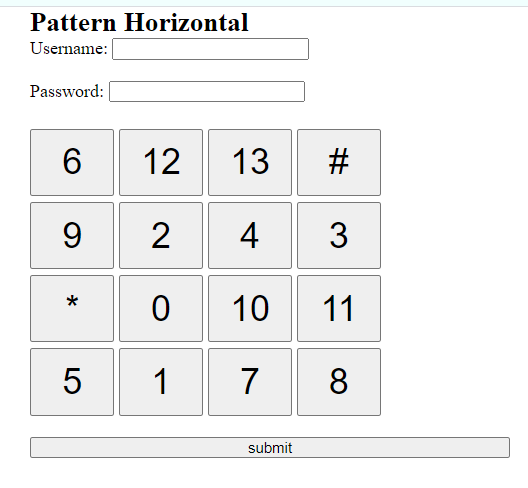 Pattern Horizontal
Username:
Password:
6 12 13 #
9 2 4 3
* 0 10 11
5 1 7 8
submit